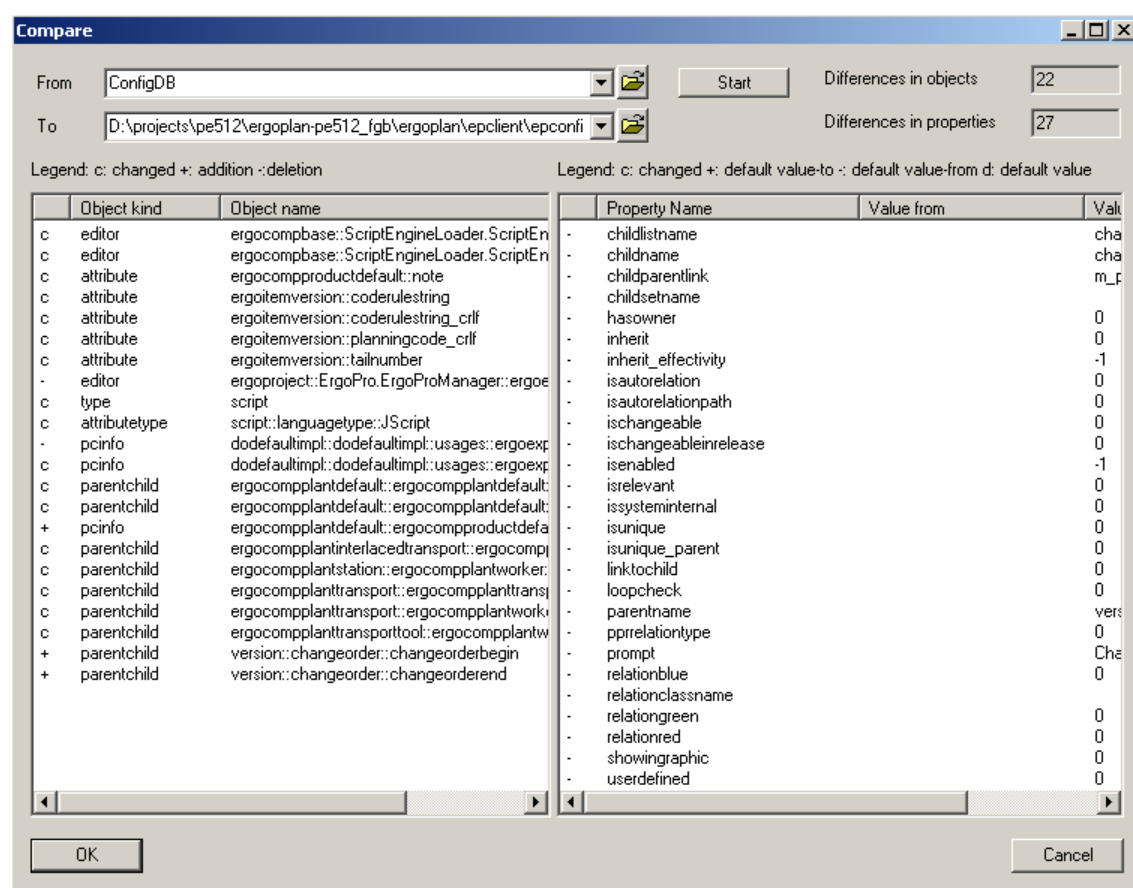 Compare
From ConfigDB Start Differences in objects 22
To D:\projects\pe512\ergoplan-pe512_fgb\ergoplan\epclient\epconfi Differences in properties 27
Legend: c: changed +: addition -:deletion
Legend: c: changed +: default value-to -: default value-from d: default value
Object kind Object name
c editor ergocompbase::ScriptEngineLoader.ScriptEn
c editor ergocompbase::ScriptEngineLoader.ScriptEn
c attribute ergocompproductdefault::note
c attribute ergoitemversion::coderulestring
c attribute ergoitemversion::coderulestring_crlf
c attribute ergoitemversion::planningcode_crlf
c attribute ergoitemversion::tailnumber
- editor ergoproject::ErgoPro.ErgoProManager::ergoe
c type script
c attributetype script::languagetype::JScript
- pcinfo dodefaultimpl::dodefaultimpl::usages::ergoexp
c pcinfo dodefaultimpl::dodefaultimpl::usages::ergoexp
c parentchild ergocompplantdefault::ergocompplantdefault:
c parentchild ergocompplantdefault::ergocompplantdefault:
+ pcinfo ergocompplantdefault::ergocompproductdefa
c parentchild ergocompplantinterlacedtransport::ergocompp
c parentchild ergocompplantstation::ergocompplantworker:
c parentchild ergocompplanttransport::ergocompplanttransp
c parentchild ergocompplanttransport::ergocompplantwork
c parentchild ergocompplanttransporttool::ergocompplantw
+ parentchild version::changeorder::changeorderbegin
+ parentchild version::changeorder::changeorderend
Property Name Value from Valu
- childlistname cha
- childname cha
- childparentlink m_p
- childsetname
- hasowner 0
- inherit 0
- inherit_effectivity -1
- isautorelation 0
- isautorelationpath 0
- ischangeable 0
- ischangeableinrelease 0
- isenabled -1
- isrelevant 0
- issysteminternal 0
- isunique 0
- isunique_parent 0
- linktochild 0
- loopcheck 0
- parentname vers
- pprrelationtype 0
- prompt Cha
- relationblue 0
- relationclassname
- relationgreen 0
- relationred 0
- showingraphic 0
- userdefined 0
OK Cancel